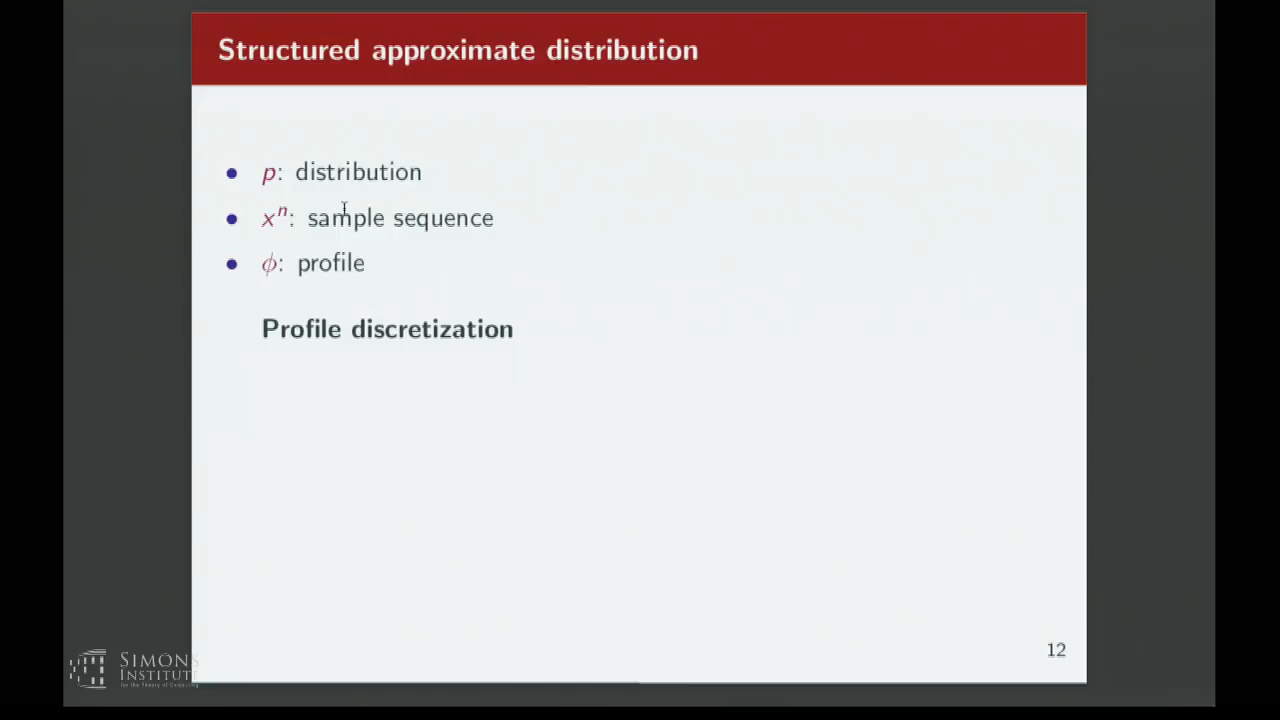 Structured approximate distribution
• p: distribution
• xⁿ: sample sequence
• ϕ: profile
Profile discretization
12
SIMONS
INSTITUTE
for the Theory of Computing